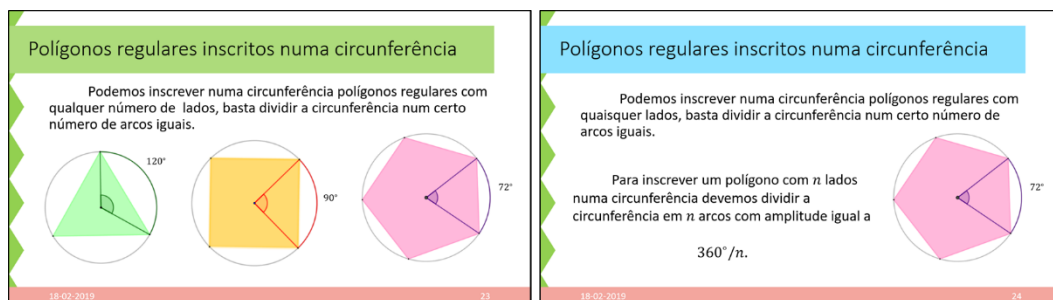 Polígonos regulares inscritos numa circunferência
Podemos inscrever numa circunferência polígonos regulares com
qualquer número de lados, basta dividir a circunferência num certo
número de arcos iguais.
120°
90°
72°
18-02-2019
23
Polígonos regulares inscritos numa circunferência
Podemos inscrever numa circunferência polígonos regulares com
quaisquer lados, basta dividir a circunferência num certo número de
arcos iguais.
Para inscrever um polígono com n lados
numa circunferência devemos dividir a
circunferência em n arcos com amplitude igual a
360°/n.
72°
18-02-2019
24